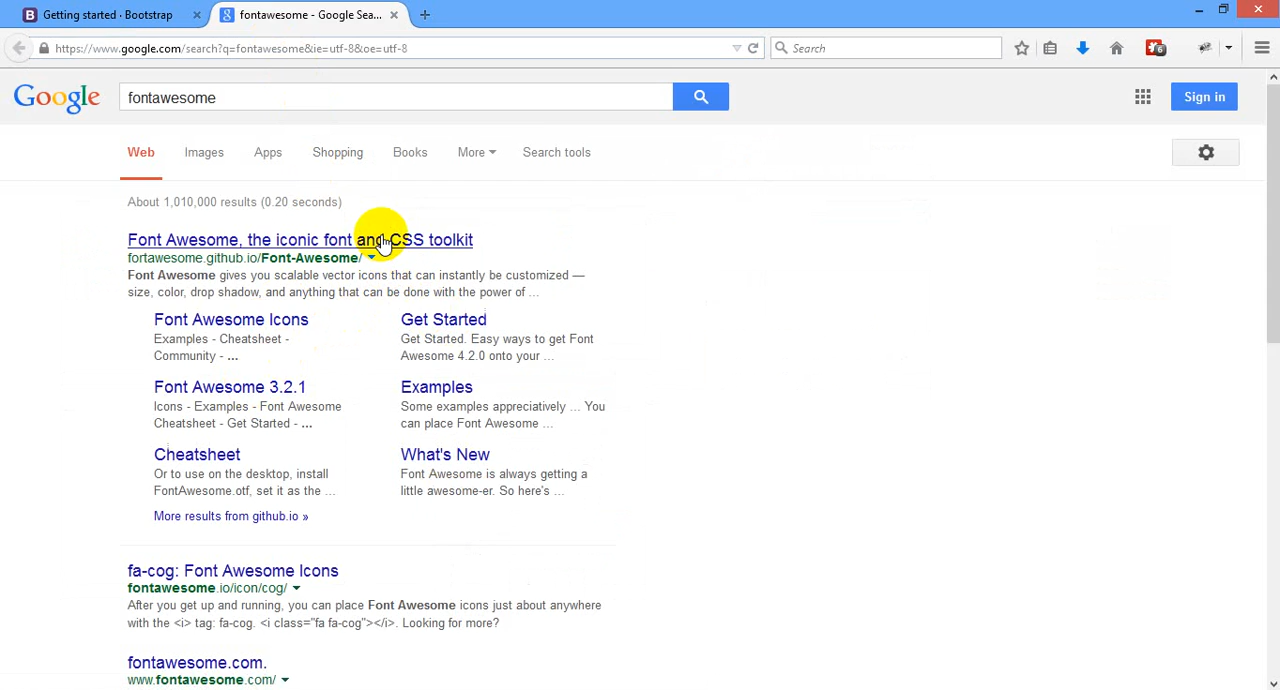 Getting started · Bootstrap
fontawesome - Google Sea...
https://www.google.com/search?q=fontawesome&ie=utf-8&oe=utf-8
Search
6
Google
fontawesome
Sign in
Web Images Apps Shopping Books More Search tools
About 1,010,000 results (0.20 seconds)
Font Awesome, the iconic font and CSS toolkit
fortawesome.github.io/Font-Awesome/
Font Awesome gives you scalable vector icons that can instantly be customized —
size, color, drop shadow, and anything that can be done with the power of ...
Font Awesome Icons
Examples - Cheatsheet -
Community - ...
Get Started
Get Started. Easy ways to get Font
Awesome 4.2.0 onto your ...
Font Awesome 3.2.1
Icons - Examples - Font Awesome
Cheatsheet - Get Started - ...
Examples
Some examples appreciatively ... You
can place Font Awesome ...
Cheatsheet
Or to use on the desktop, install
FontAwesome.otf, set it as the ...
What's New
Font Awesome is always getting a
little awesome-er. So here's ...
More results from github.io »
fa-cog: Font Awesome Icons
fontawesome.io/icon/cog/
After you get up and running, you can place Font Awesome icons just about anywhere
with the <i> tag: fa-cog. <i class="fa fa-cog"></i>. Looking for more?
fontawesome.com.
www.fontawesome.com/